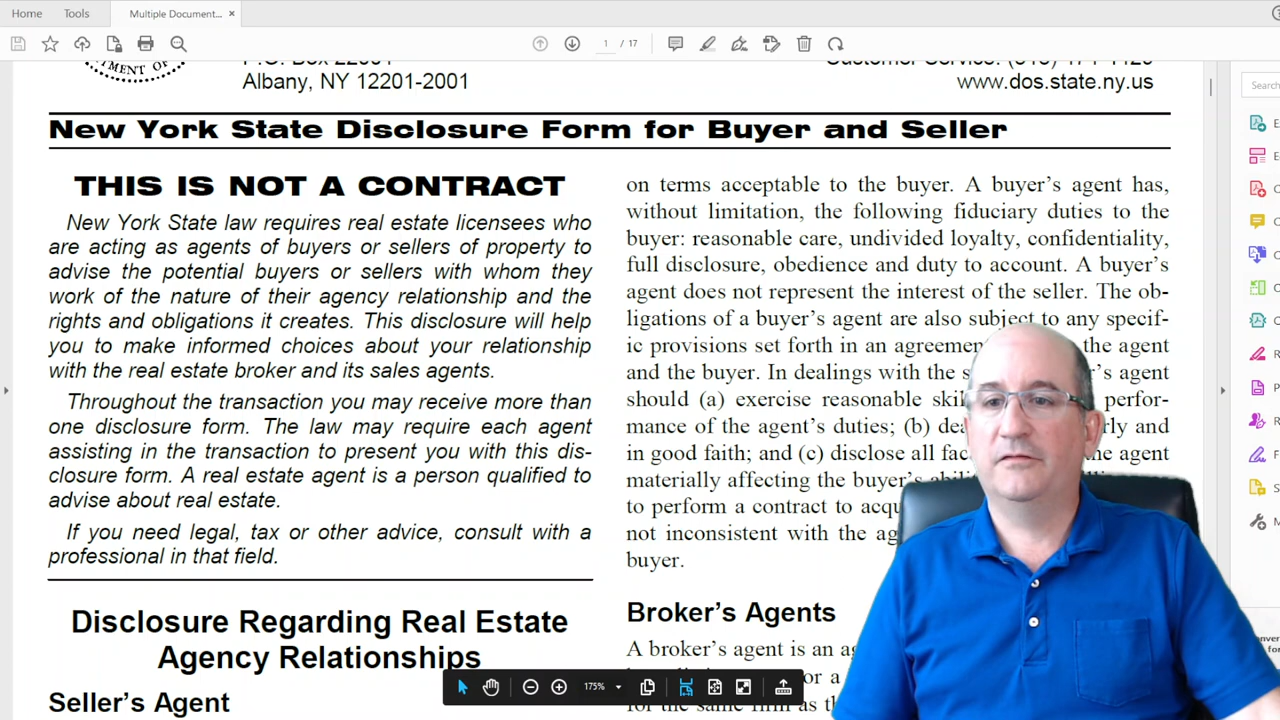 Home Tools Multiple Document... ×
1 / 17
Search
MENT OF
Albany, NY 12201-2001
www.dos.state.ny.us
New York State Disclosure Form for Buyer and Seller
THIS IS NOT A CONTRACT
New York State law requires real estate licensees who
are acting as agents of buyers or sellers of property to
advise the potential buyers or sellers with whom they
work of the nature of their agency relationship and the
rights and obligations it creates. This disclosure will help
you to make informed choices about your relationship
with the real estate broker and its sales agents.
Throughout the transaction you may receive more than
one disclosure form. The law may require each agent
assisting in the transaction to present you with this dis-
closure form. A real estate agent is a person qualified to
advise about real estate.
If you need legal, tax or other advice, consult with a
professional in that field.
Disclosure Regarding Real Estate
Agency Relationships
Seller's Agent
on terms acceptable to the buyer. A buyer's agent has,
without limitation, the following fiduciary duties to the
buyer: reasonable care, undivided loyalty, confidentiality,
full disclosure, obedience and duty to account. A buyer's
agent does not represent the interest of the seller. The ob-
ligations of a buyer's agent are also subject to any specif-
ic provisions set forth in an agreement the agent
and the buyer. In dealings with the agent
should (a) exercise reasonable perfor-
mance of the agent's duties; (b) and
in good faith; and (c) disclose all the agent
materially affecting the buyer's
to perform a contract to
not inconsistent with the
buyer.
Broker's Agents
A broker's agent is an
or a
for the same firm as
175%